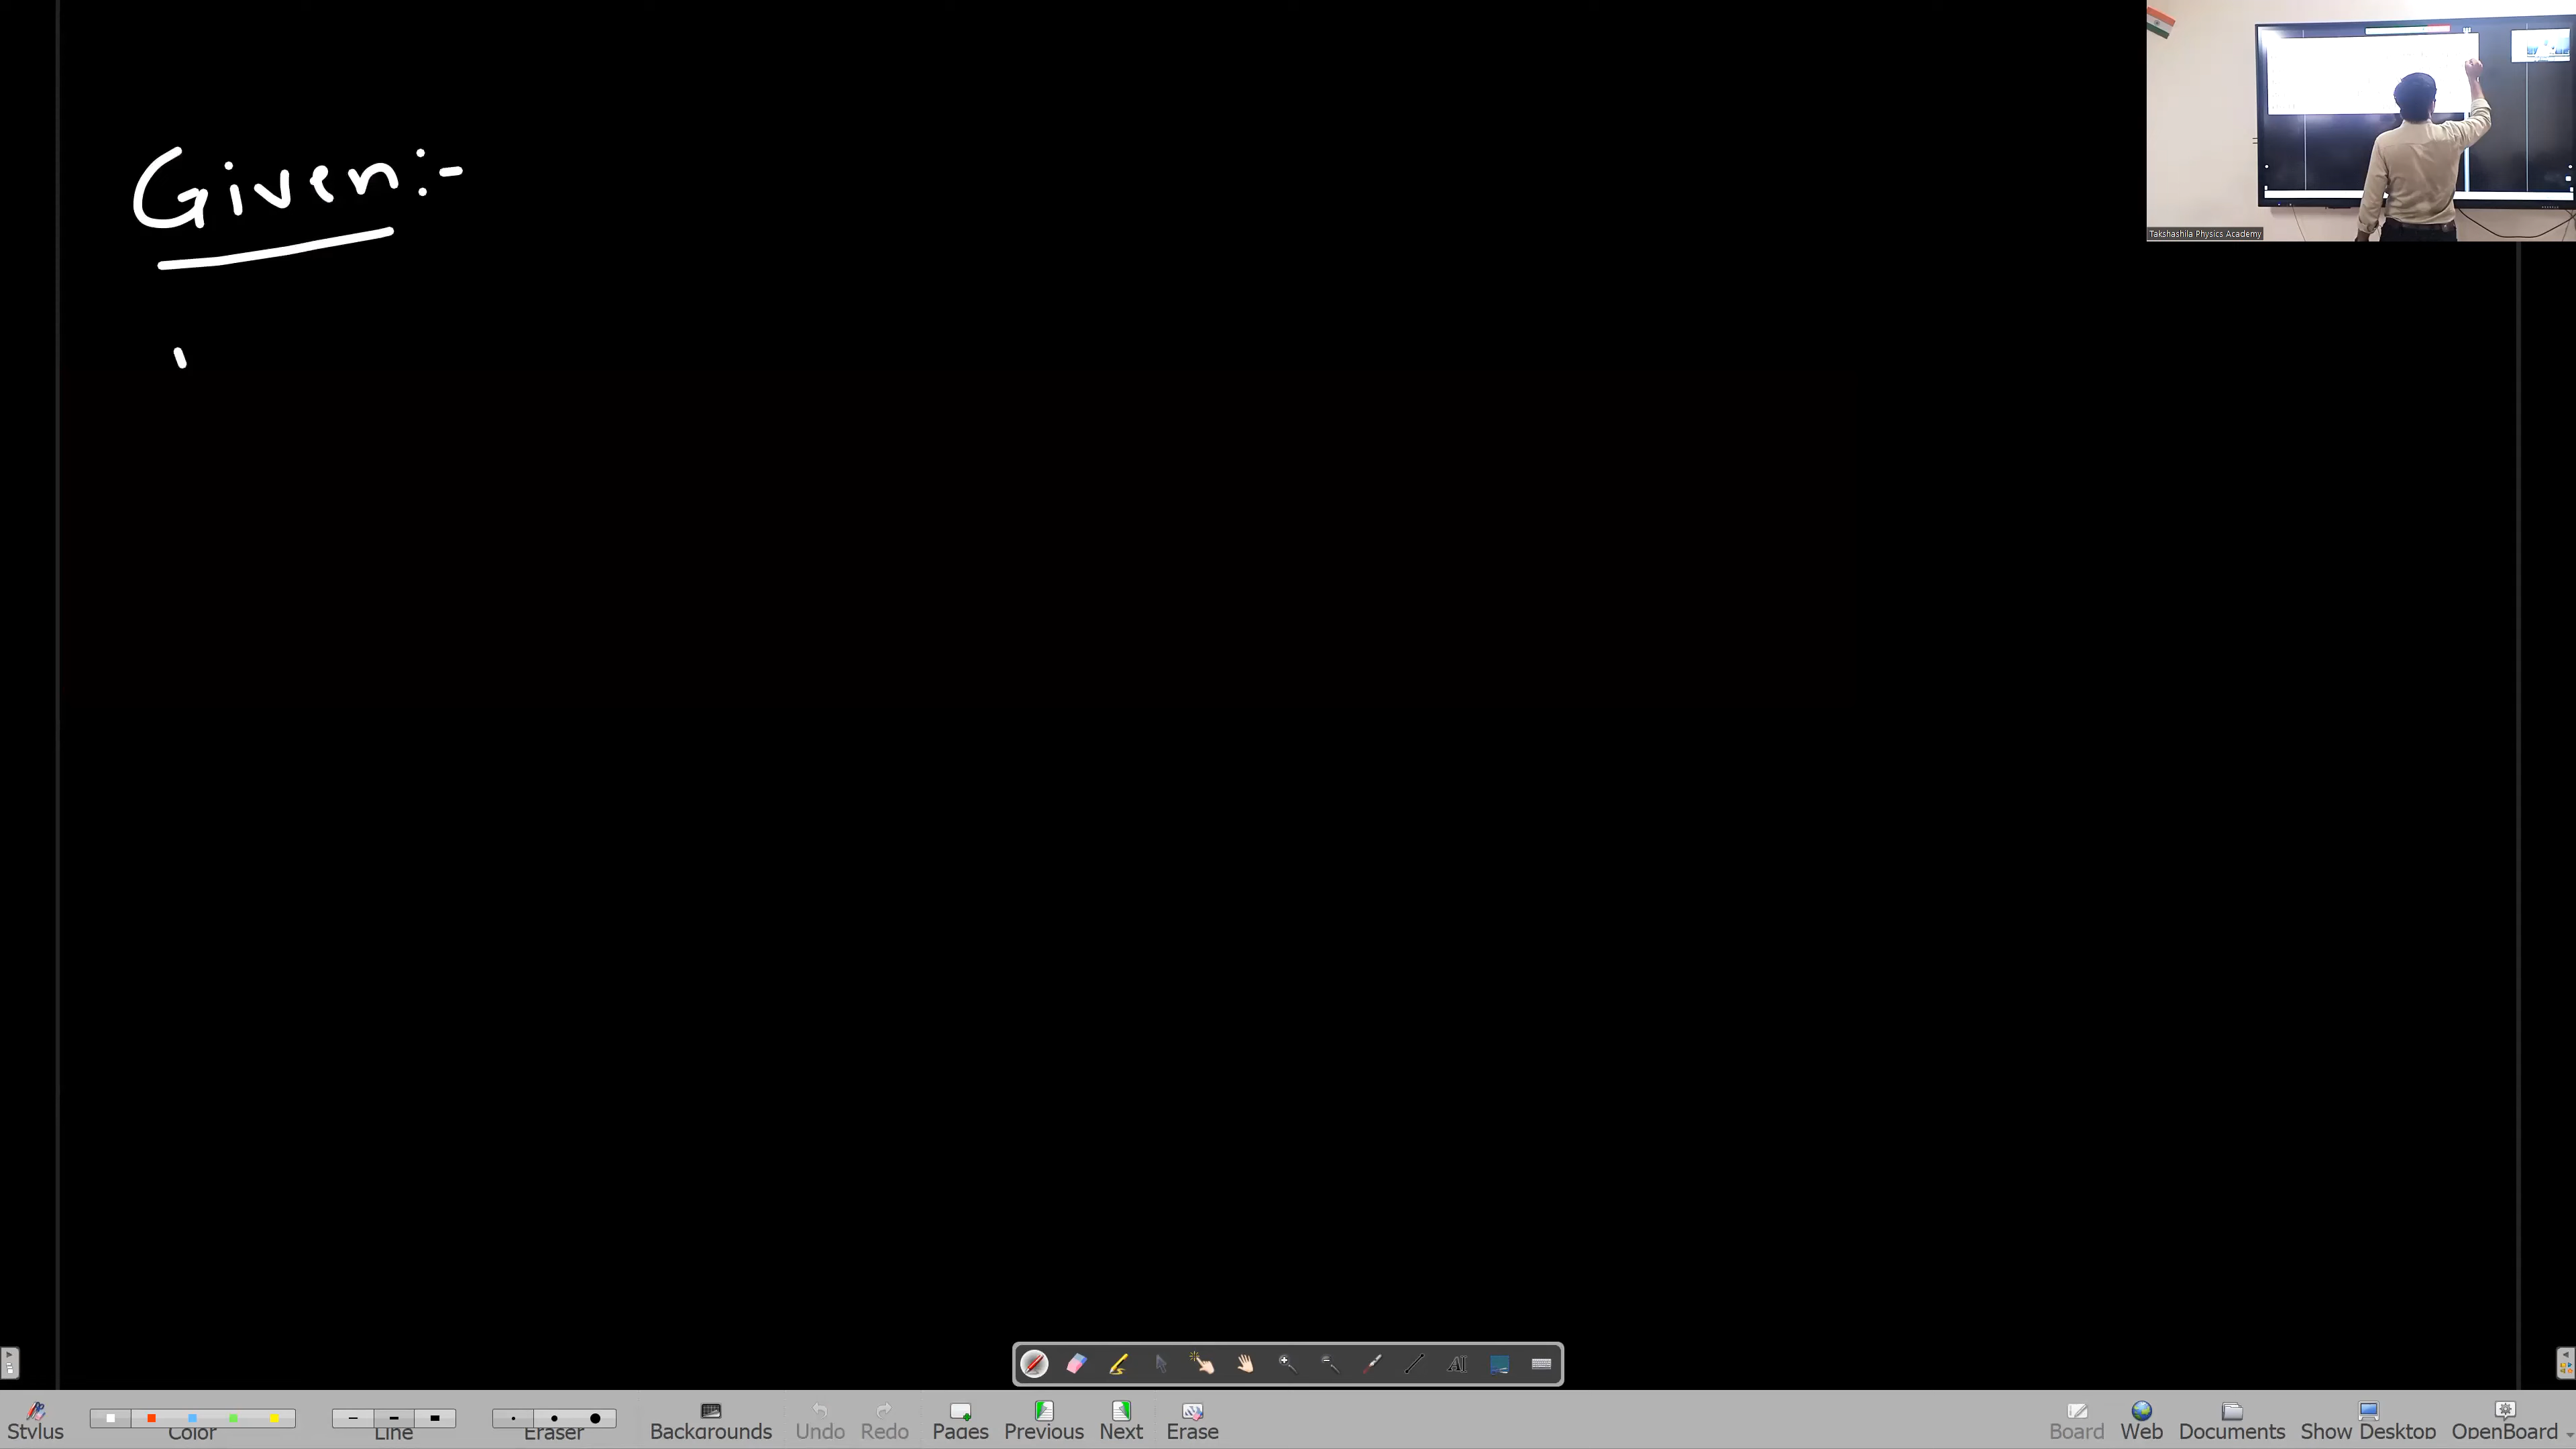 Given:-
Takshashila Physics Academy
Stylus
Color
Line
Eraser
Backgrounds
Undo
Redo
Pages
Previous
Next
Erase
Board
Web
Documents
Show Desktop
OpenBoard